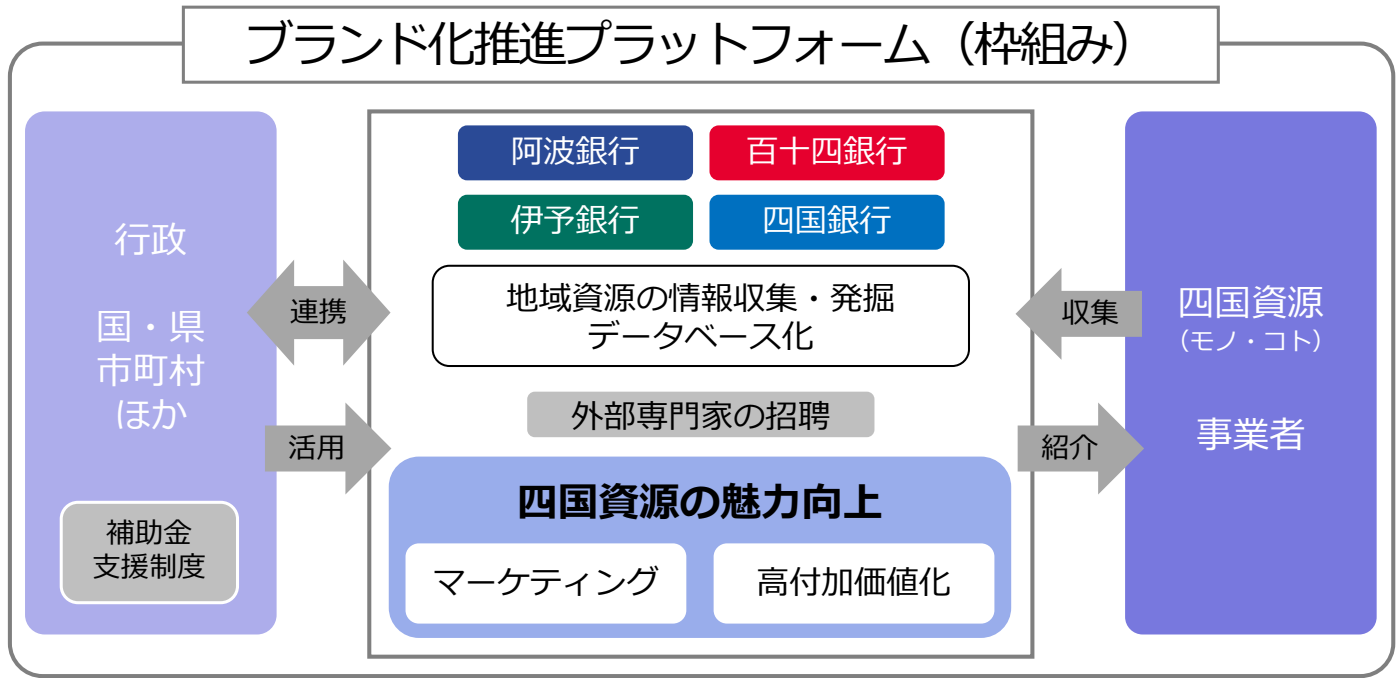 ブランド化推進プラットフォーム（枠組み）
行政
国・県
市町村
ほか
補助金
支援制度
連携
活用
阿波銀行
百十四銀行
伊予銀行
四国銀行
地域資源の情報収集・発掘
データベース化
外部専門家の招聘
四国資源の魅力向上
マーケティング
高付加価値化
収集
紹介
四国資源
（モノ・コト）
事業者